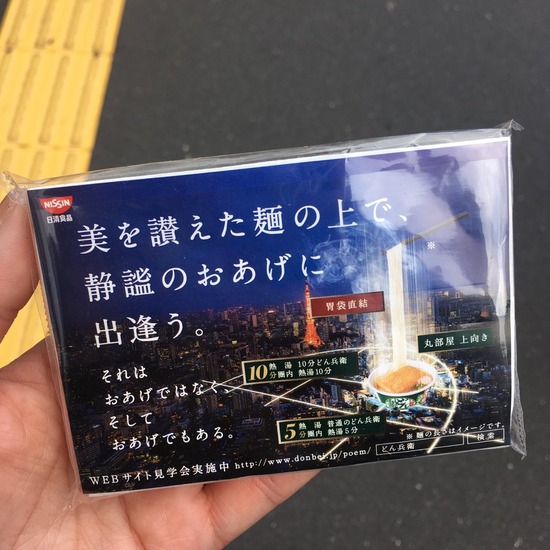 NISSIN
日清食品
美を讃えた麺の上で、
静謐のおあげに
出逢う。
※
胃袋直結
丸部屋 上向き
10分圏内 熱湯 10分どん兵衛 熱湯10分
それは
おあげではなく、
そして
おあげでもある。
5分圏内 熱湯 普通のどん兵衛 熱湯5分
※ 麺の長さはイメージです。
WEBサイト見学会実施中 http://www.donbei.jp/poem/
どん兵衛 検索